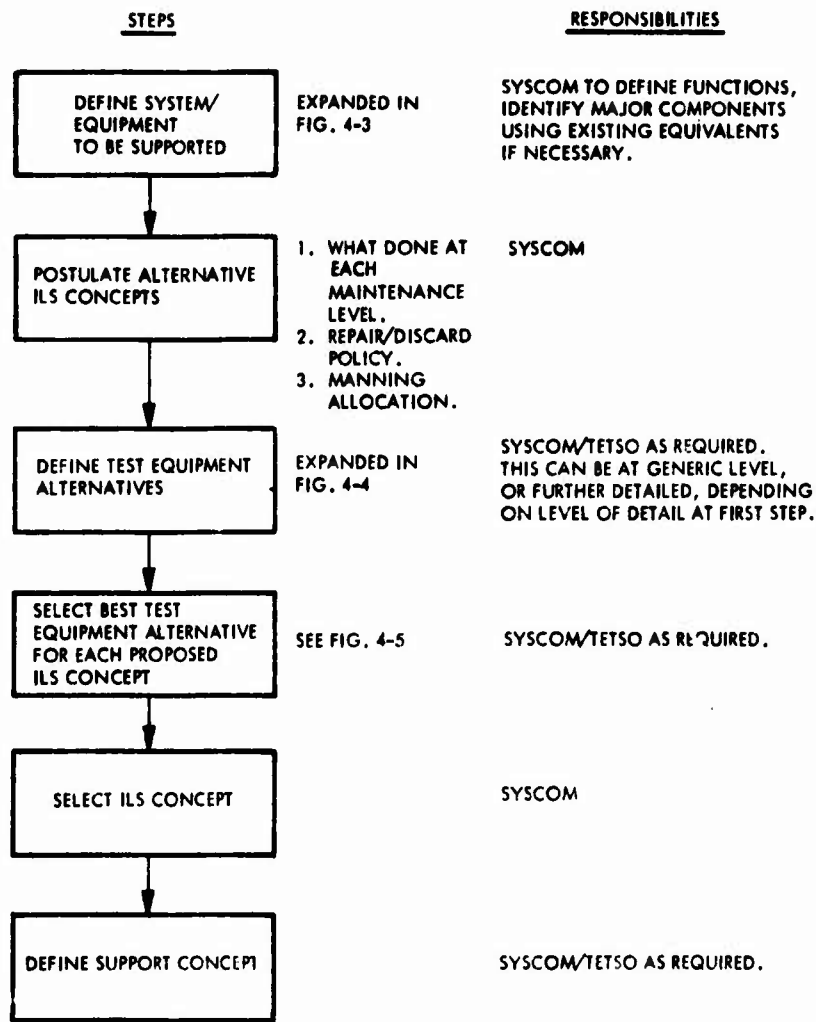 STEPS
RESPONSIBILITIES
DEFINE SYSTEM/
EQUIPMENT
TO BE SUPPORTED
EXPANDED IN
FIG. 4-3
SYSCOM TO DEFINE FUNCTIONS,
IDENTIFY MAJOR COMPONENTS
USING EXISTING EQUIVALENTS
IF NECESSARY.
POSTULATE ALTERNATIVE
ILS CONCEPTS
1. WHAT DONE AT
EACH
MAINTENANCE
LEVEL.
2. REPAIR/DISCARD
POLICY.
3. MANNING
ALLOCATION.
SYSCOM
DEFINE TEST EQUIPMENT
ALTERNATIVES
EXPANDED IN
FIG. 4-4
SYSCOM/TETSO AS REQUIRED.
THIS CAN BE AT GENERIC LEVEL,
OR FURTHER DETAILED, DEPENDING
ON LEVEL OF DETAIL AT FIRST STEP.
SELECT BEST TEST
EQUIPMENT ALTERNATIVE
FOR EACH PROPOSED
ILS CONCEPT
SEE FIG. 4-5
SYSCOM/TETSO AS REQUIRED.
SELECT ILS CONCEPT
SYSCOM
DEFINE SUPPORT CONCEPT
SYSCOM/TETSO AS REQUIRED.